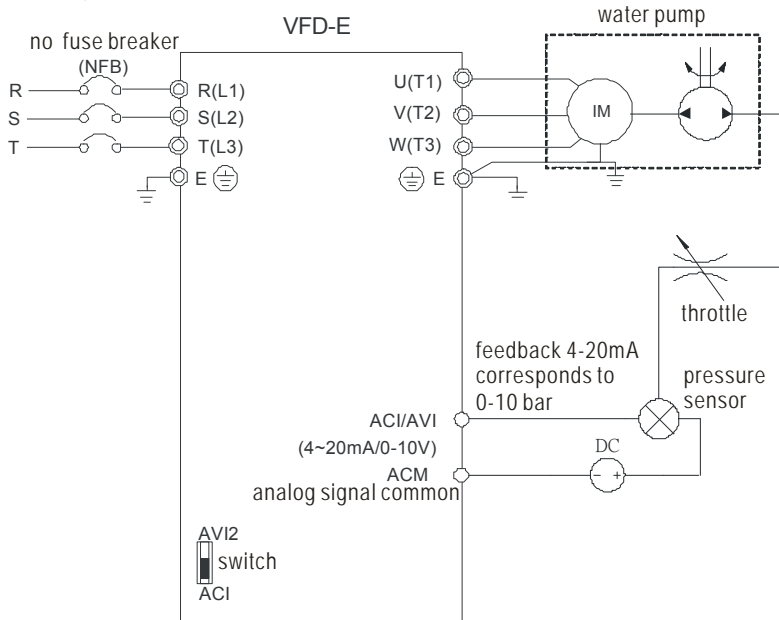 water pump
no fuse breaker
(NFB)
VFD-E
R
R(L1)
U(T1)
S
S(L2)
V(T2)
IM
T
T(L3)
W(T3)
E
E
throttle
feedback 4-20mA
corresponds to
0-10 bar
pressure
sensor
ACI/AVI
(4~20mA/0-10V)
DC
- +
ACM
analog signal common
AVI2
switch
ACI